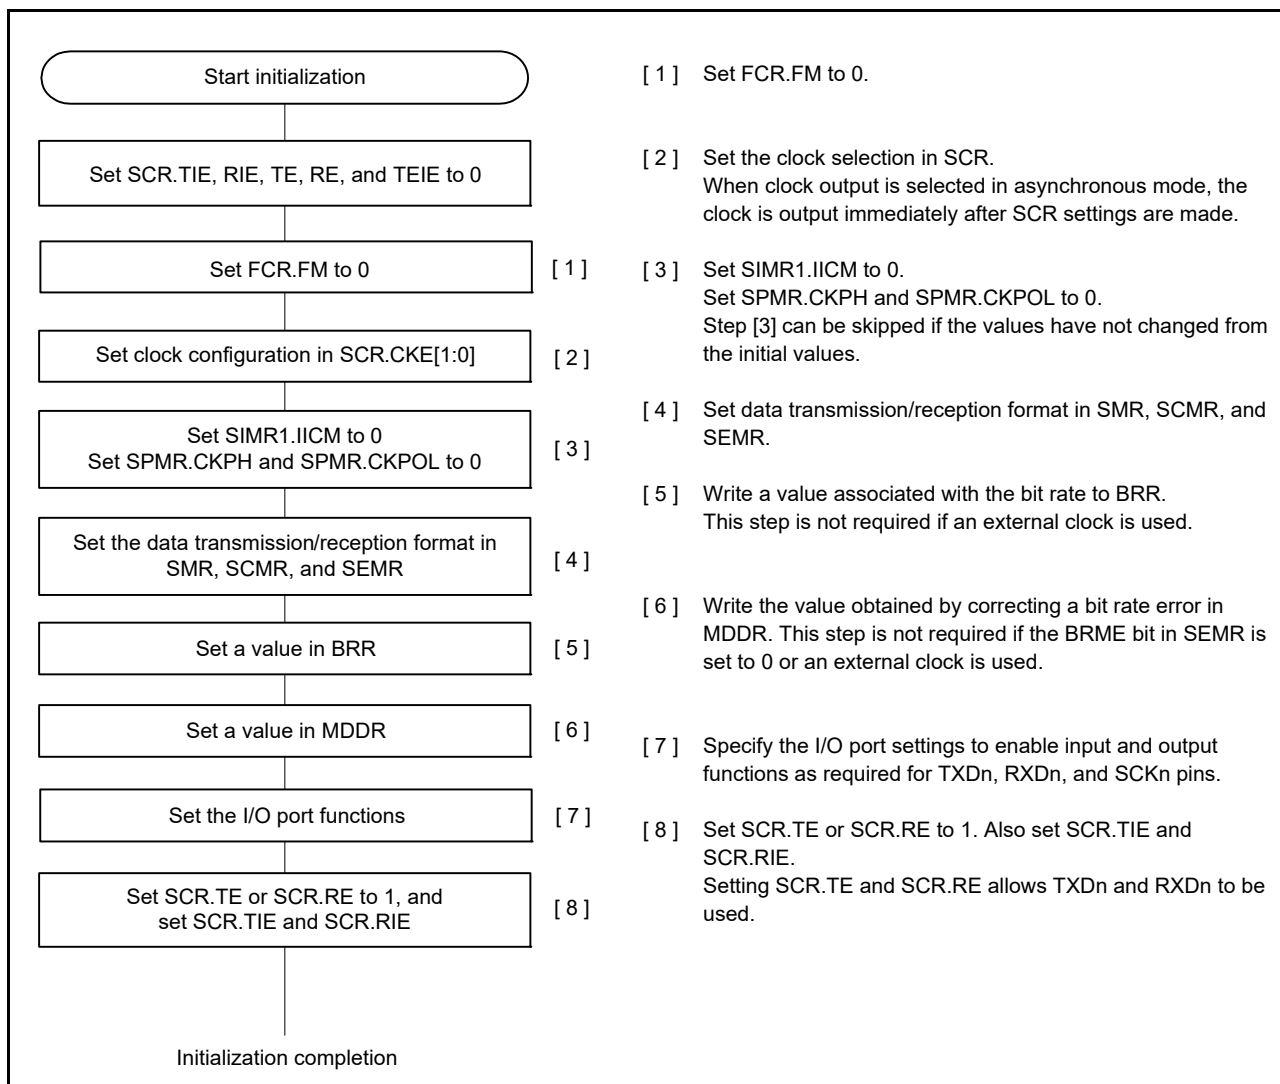 Start initialization
Set SCR.TIE, RIE, TE, RE, and TEIE to 0
Set FCR.FM to 0
[ 1 ]
Set clock configuration in SCR.CKE[1:0]
[ 2 ]
Set SIMR1.IICM to 0
Set SPMR.CKPH and SPMR.CKPOL to 0
[ 3 ]
Set the data transmission/reception format in
SMR, SCMR, and SEMR
[ 4 ]
Set a value in BRR
[ 5 ]
Set a value in MDDR
[ 6 ]
Set the I/O port functions
[ 7 ]
Set SCR.TE or SCR.RE to 1, and
set SCR.TIE and SCR.RIE
[ 8 ]
Initialization completion
[ 1 ] Set FCR.FM to 0.
[ 2 ] Set the clock selection in SCR.
When clock output is selected in asynchronous mode, the
clock is output immediately after SCR settings are made.
[ 3 ] Set SIMR1.IICM to 0.
Set SPMR.CKPH and SPMR.CKPOL to 0.
Step [3] can be skipped if the values have not changed from
the initial values.
[ 4 ] Set data transmission/reception format in SMR, SCMR, and
SEMR.
[ 5 ] Write a value associated with the bit rate to BRR.
This step is not required if an external clock is used.
[ 6 ] Write the value obtained by correcting a bit rate error in
MDDR. This step is not required if the BRME bit in SEMR is
set to 0 or an external clock is used.
[ 7 ] Specify the I/O port settings to enable input and output
functions as required for TXDn, RXDn, and SCKn pins.
[ 8 ] Set SCR.TE or SCR.RE to 1. Also set SCR.TIE and
SCR.RIE.
Setting SCR.TE and SCR.RE allows TXDn and RXDn to be
used.